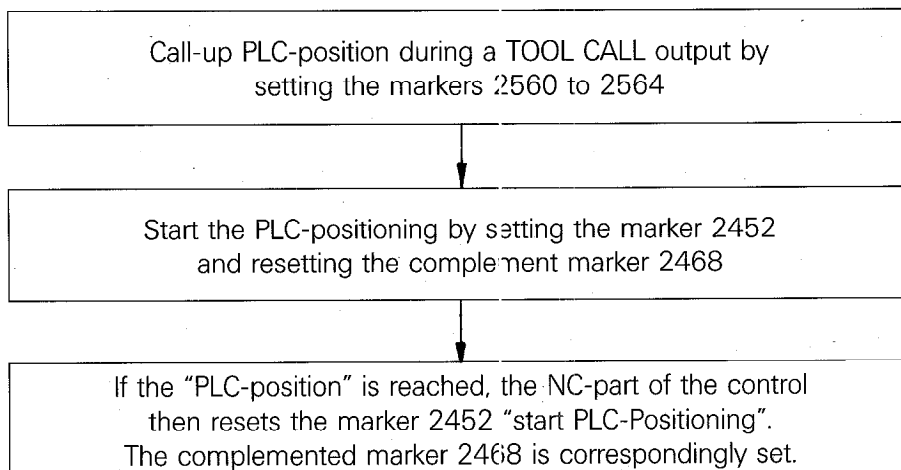 Call-up PLC-position during a TOOL CALL output by
setting the markers 2560 to 2564
Start the PLC-positioning by setting the marker 2452
and resetting the complement marker 2468
If the “PLC-position” is reached, the NC-part of the control
then resets the marker 2452 “start PLC-Positioning”.
The complemented marker 2468 is correspondingly set.